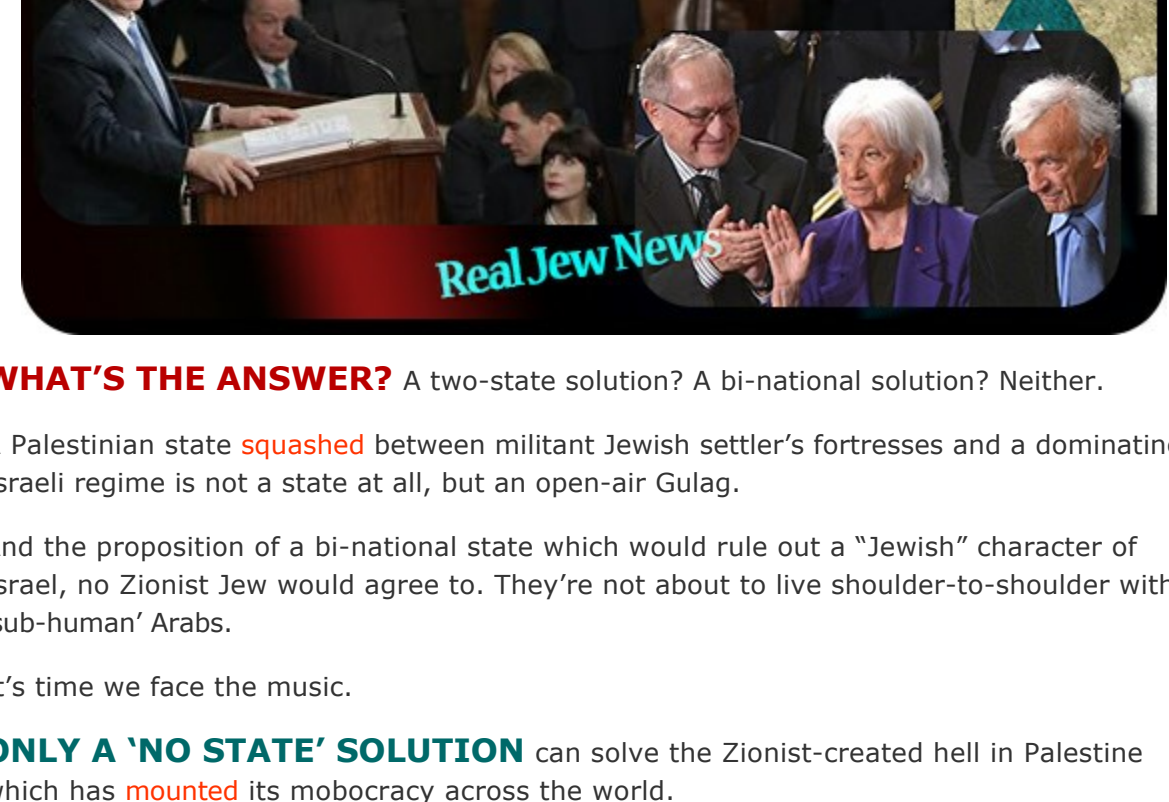 Real Jew News
WHAT'S THE ANSWER? A two-state solution? A bi-national solution? Neither.
Palestinian state squashed between militant Jewish settler's fortresses and a dominating
sraeli regime is not a state at all, but an open-air Gulag.
nd the proposition of a bi-national state which would rule out a “Jewish” character of
srael, no Zionist Jew would agree to. They're not about to live shoulder-to-shoulder with
sub-human’ Arabs.
t's time we face the music.
ONLY A ‘NO STATE’ SOLUTION can solve the Zionist-created hell in Palestine
which has mounted its mobocracy across the world.